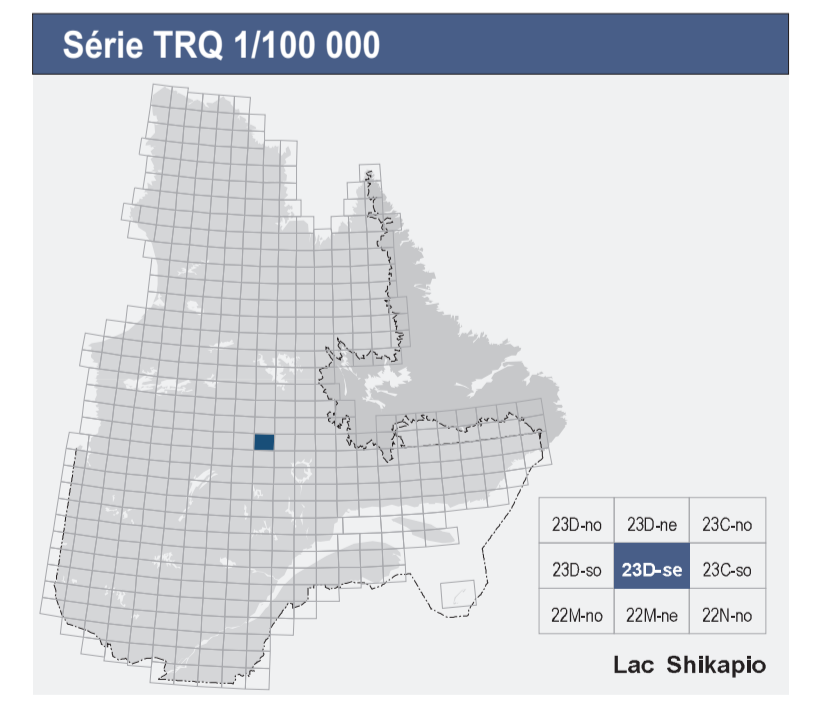 Série TRQ 1/100 000
23D-no 23D-ne 23C-no
23D-so 23D-se 23C-so
22M-no 22M-ne 22N-no
Lac Shikapio